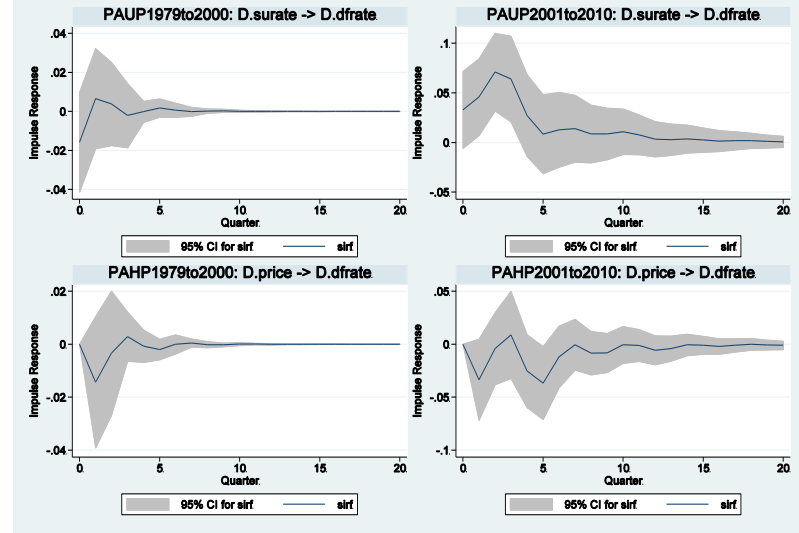 PAUP1979to2000: D.surate -> D.dfrate
.04
.02
0
-.02
-.04
Impulse Response
0 5 10 15 20
Quarter
95% CI for sirf sirf
PAUP2001to2010: D.surate -> D.dfrate
.1
.05
0
-.05
Impulse Response
0 5 10 15 20
Quarter
95% CI for sirf sirf
PAHP1979to2000: D.price -> D.dfrate
.02
0
-.02
-.04
Impulse Response
0 5 10 15 20
Quarter
95% CI for sirf sirf
PAHP2001to2010: D.price -> D.dfrate
.05
0
-.05
-.1
Impulse Response
0 5 10 15 20
Quarter
95% CI for sirf sirf